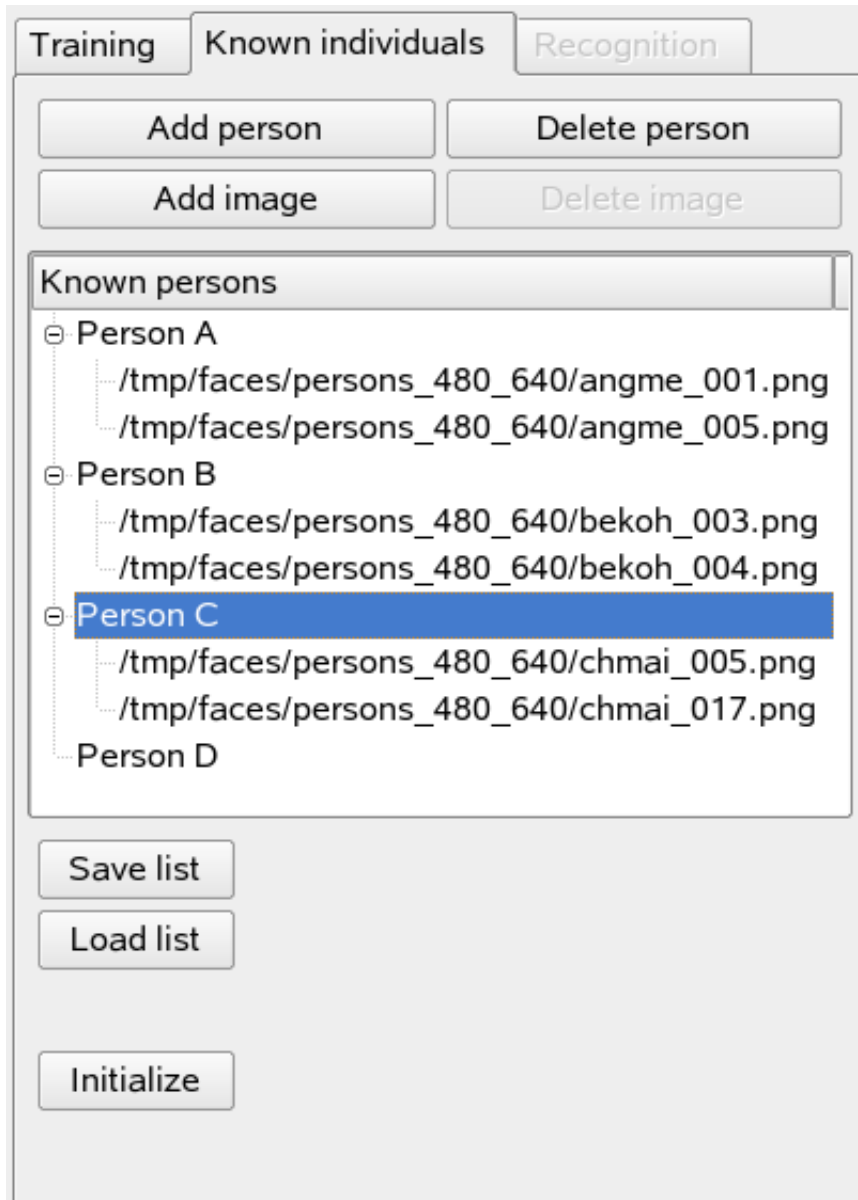 Training Known individuals Recognition
Add person Delete person
Add image Delete image
Known persons
Person A
/tmp/faces/persons_480_640/angme_001.png
/tmp/faces/persons_480_640/angme_005.png
Person B
/tmp/faces/persons_480_640/bekoh_003.png
/tmp/faces/persons_480_640/bekoh_004.png
Person C
/tmp/faces/persons_480_640/chmai_005.png
/tmp/faces/persons_480_640/chmai_017.png
Person D
Save list
Load list
Initialize